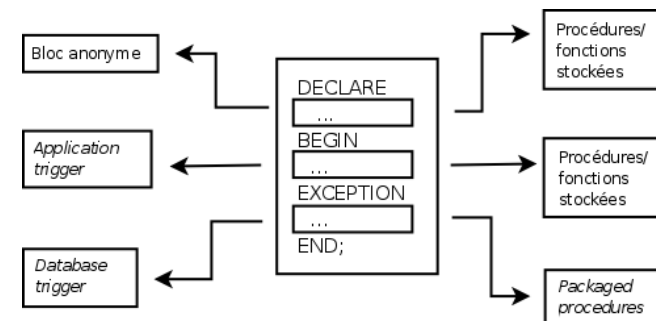 Bloc anonyme
Application
trigger
Database
trigger
DECLARE
...
BEGIN
...
EXCEPTION
...
END;
Procédures/
fonctions
stockées
Procédures/
fonctions
stockées
Packaged
procedures